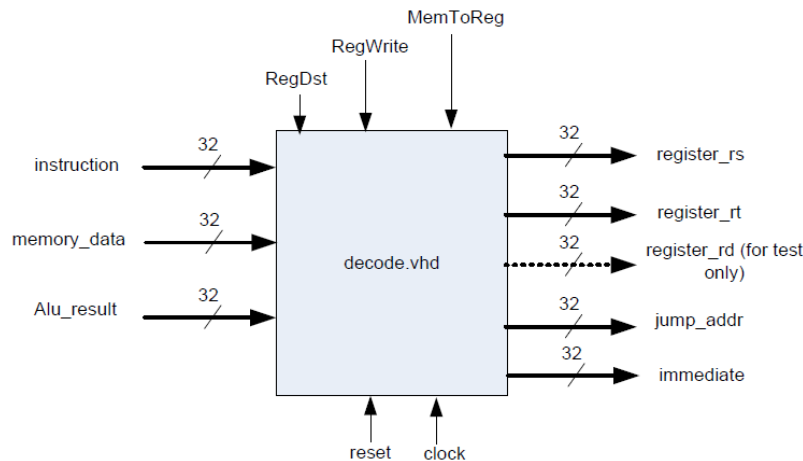 MemToReg
RegWrite
RegDst
32
instruction
32
memory_data
32
Alu_result
decode.vhd
32
register_rs
32
register_rt
32
register_rd (for test
only)
32
jump_addr
32
immediate
reset
clock